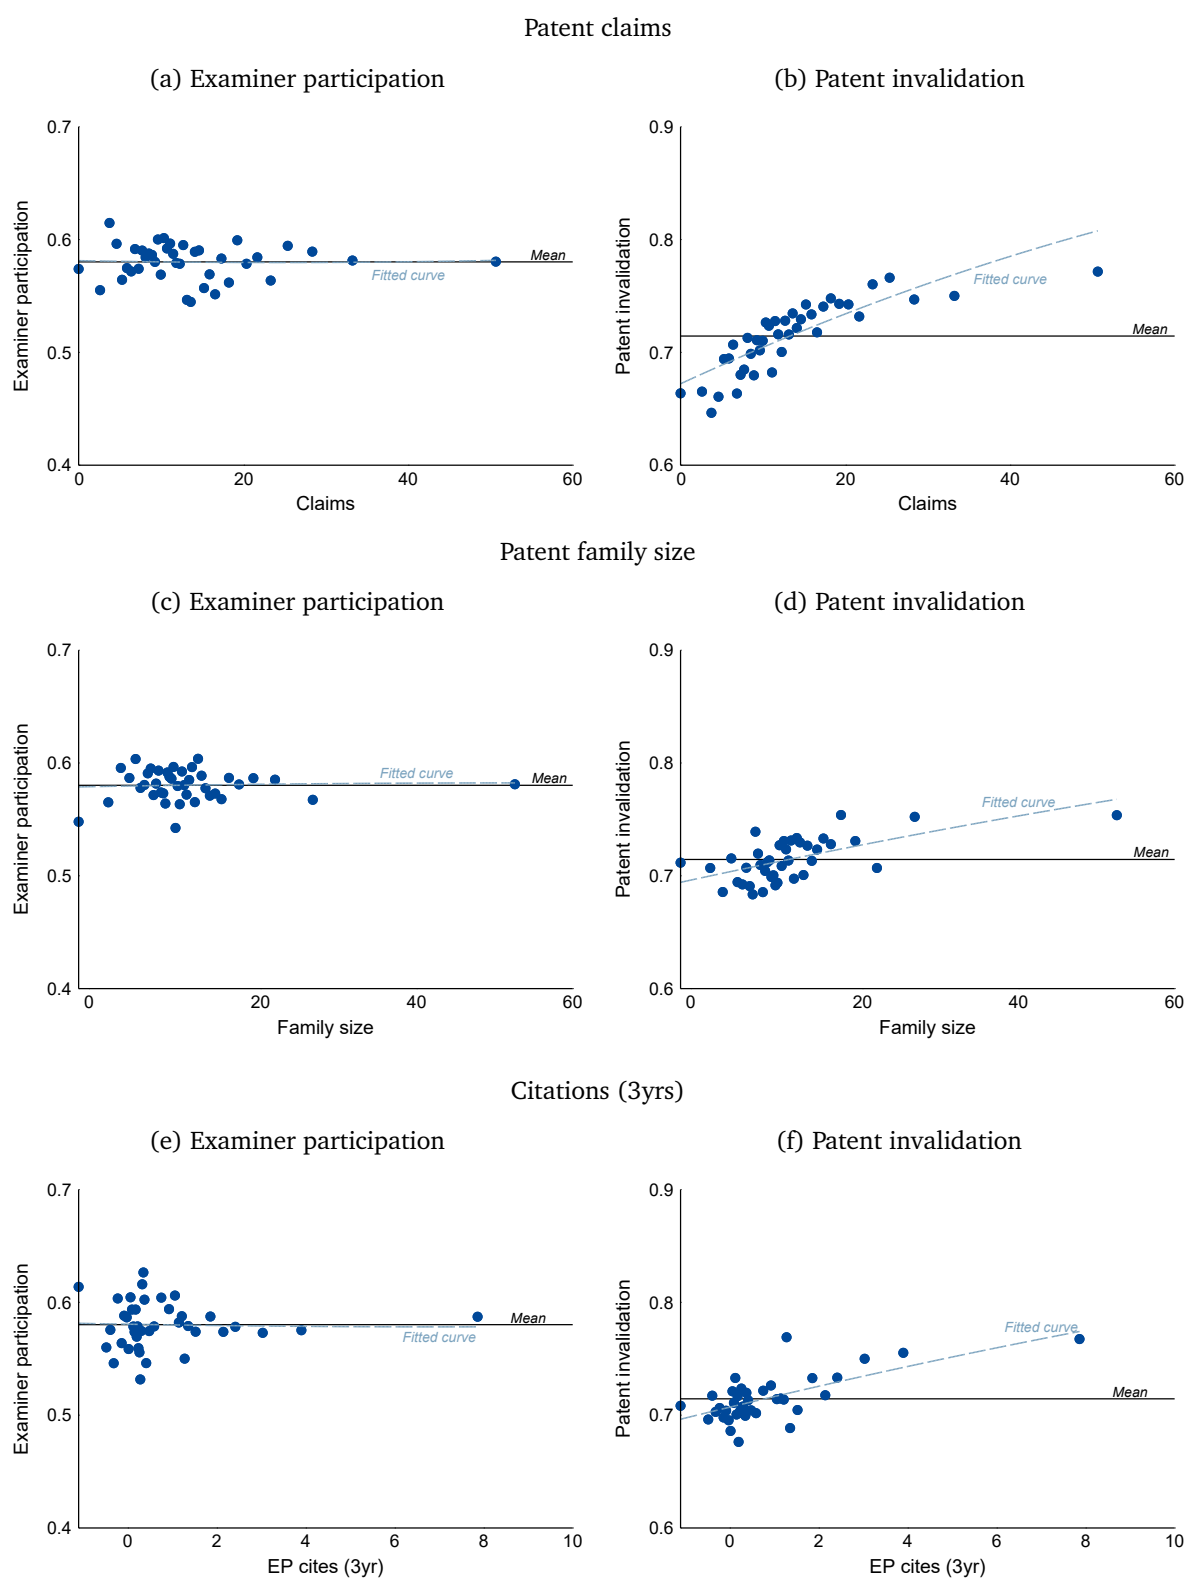 Patent claims
(a) Examiner participation
0.7
0.6
0.5
0.4
Examiner participation
Mean
Fitted curve
0 20 40 60
Claims
(b) Patent invalidation
0.9
0.8
0.7
0.6
Patent invalidation
Fitted curve
Mean
0 20 40 60
Claims
Patent family size
(c) Examiner participation
0.7
0.6
0.5
0.4
Examiner participation
Fitted curve
Mean
0 20 40 60
Family size
(d) Patent invalidation
0.9
0.8
0.7
0.6
Patent invalidation
Fitted curve
Mean
0 20 40 60
Family size
Citations (3yrs)
(e) Examiner participation
0.7
0.6
0.5
0.4
Examiner participation
Mean
Fitted curve
0 2 4 6 8 10
EP cites (3yr)
(f) Patent invalidation
0.9
0.8
0.7
0.6
Patent invalidation
Fitted curve
Mean
0 2 4 6 8 10
EP cites (3yr)